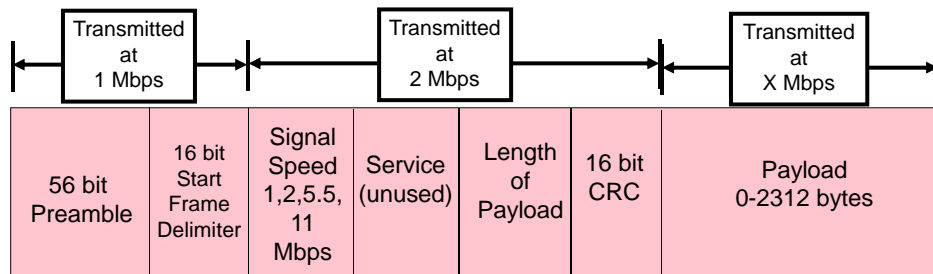 Transmitted
at
1 Mbps
Transmitted
at
2 Mbps
Transmitted
at
X Mbps
56 bit
Preamble
16 bit
Start
Frame
Delimiter
Signal
Speed
1,2,5.5,
11
Mbps
Service
(unused)
Length
of
Payload
16 bit
CRC
Payload
0-2312 bytes